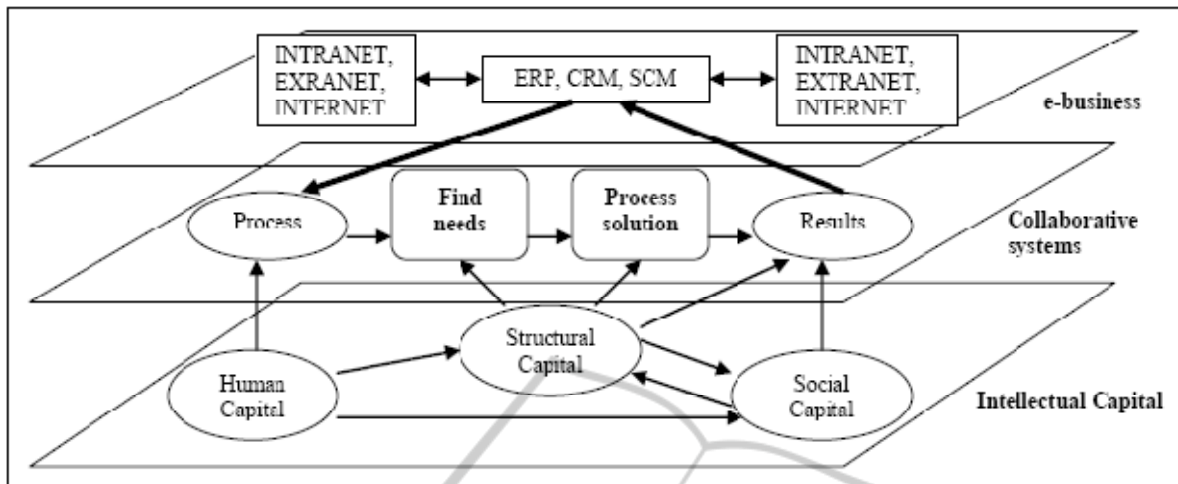 INTRANET,
EXRANET,
INTERNET
ERP, CRM, SCM
INTRANET,
EXTRANET,
INTERNET
e-business
Process
Find
needs
Process
solution
Results
Collaborative
systems
Structural
Capital
Human
Capital
Social
Capital
Intellectual Capital